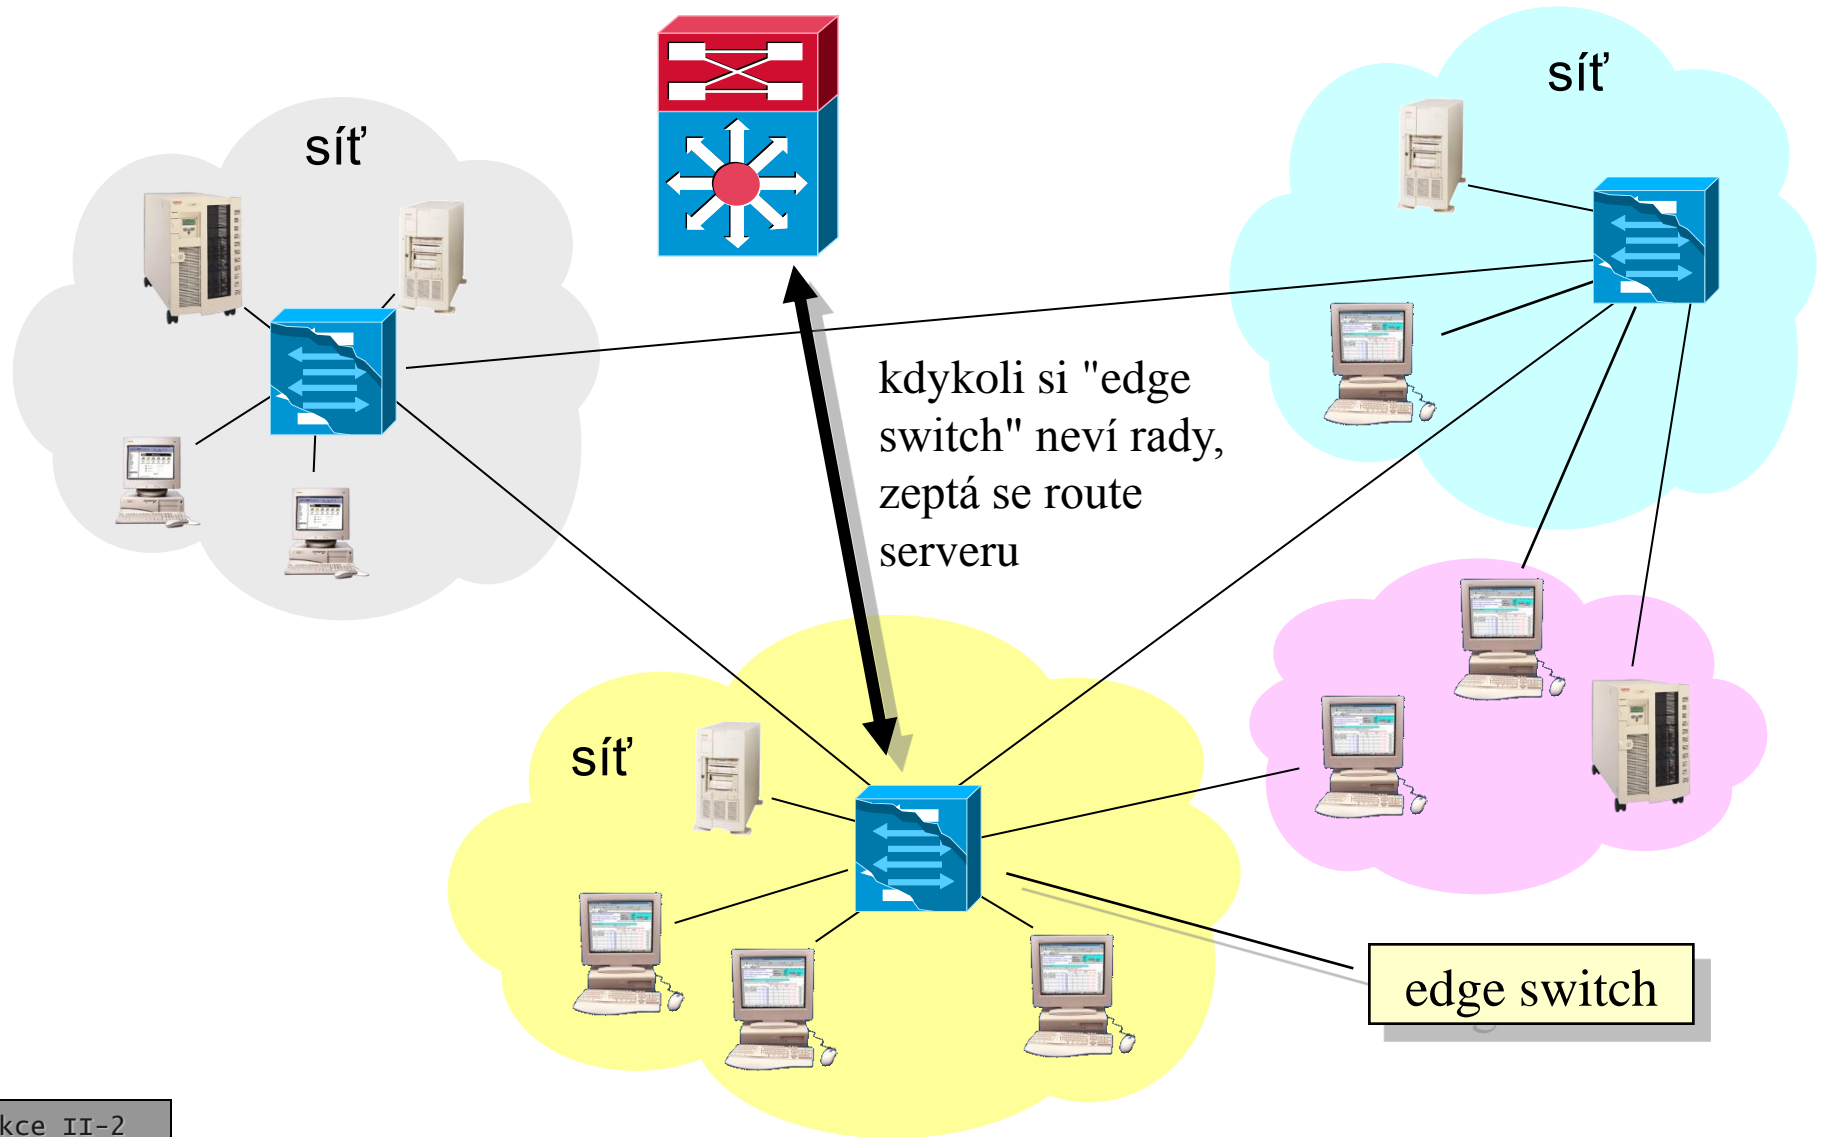 síť
síť
kdykoli si "edge
switch" neví rady,
zeptá se route
serveru
síť
edge switch
kce II-2